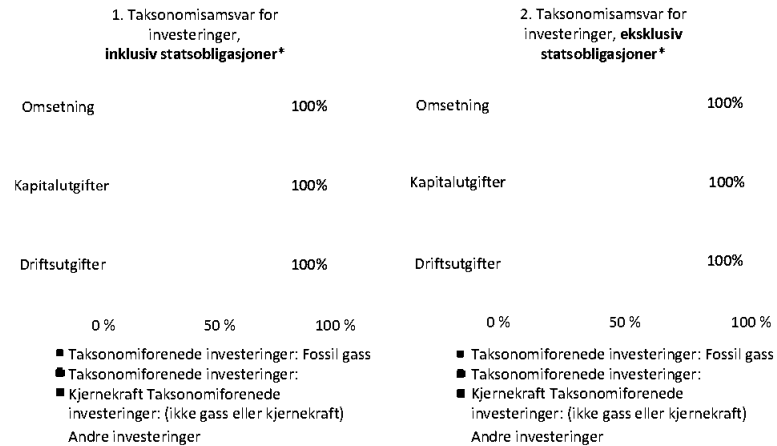 1. Taksonomisamsvar for
investeringer,
inklusiv statsobligasjoner*
Omsetning 100%
Kapitalutgifter 100%
Driftsutgifter 100%
0 % 50 % 100 %
Taksonomiforenede investeringer: Fossil gass
Taksonomiforenede investeringer:
Kjernekraft Taksonomiforenede
investeringer: (ikke gass eller kjernekraft)
Andre investeringer
2. Taksonomisamsvar for
investeringer, eksklusiv
statsobligasjoner*
Omsetning 100%
Kapitalutgifter 100%
Driftsutgifter 100%
0 % 50 % 100 %
Taksonomiforenede investeringer: Fossil gass
Taksonomiforenede investeringer:
Kjernekraft Taksonomiforenede
investeringer: (ikke gass eller kjernekraft)
Andre investeringer